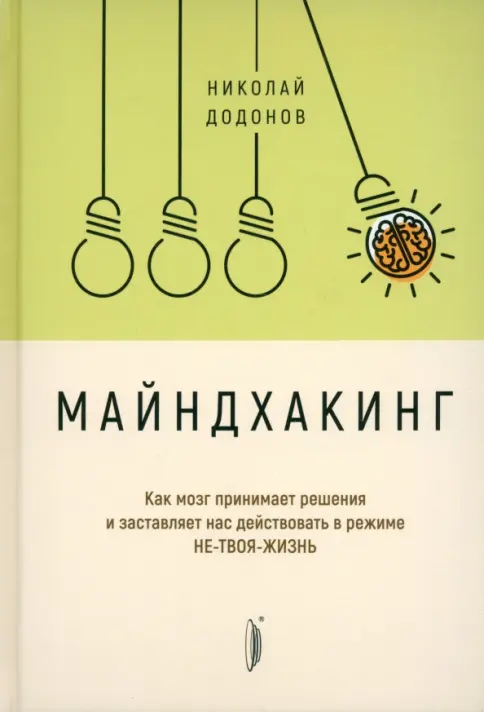 НИКОЛАЙ
ДОДОНОВ
МАЙНДХАКИНГ
Как мозг принимает решения
и заставляет нас действовать в режиме
НЕ-ТВОЯ-ЖИЗНЬ
®